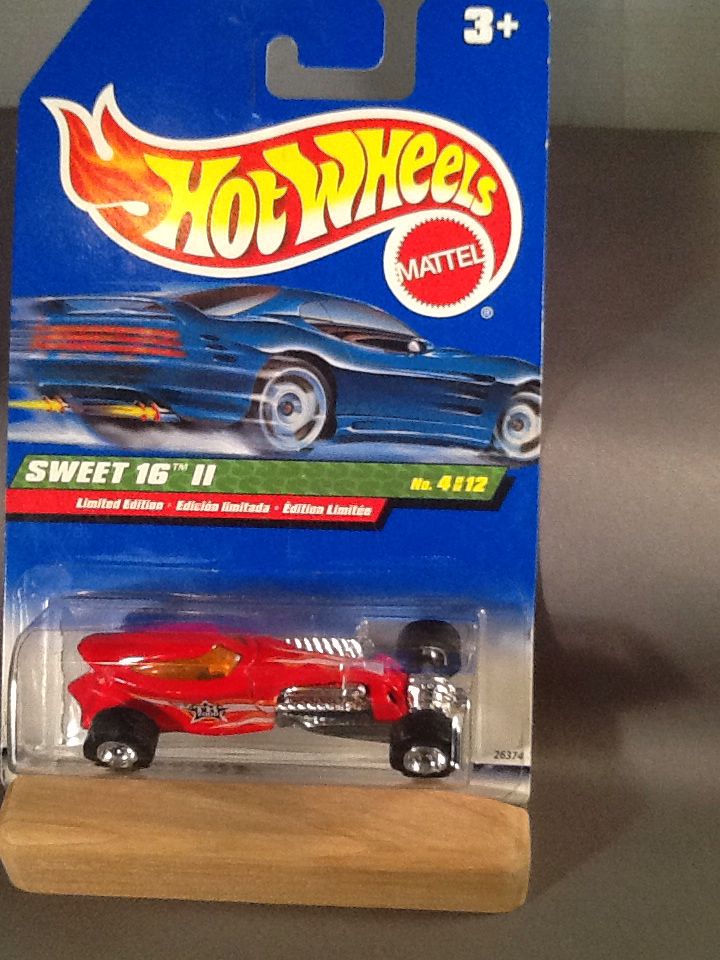 3+
HOT WHEELS
MATTEL
®
SWEET 16™ II
No. 4 of 12
Limited Edition • Edición limitada • Édition Limitée
26374